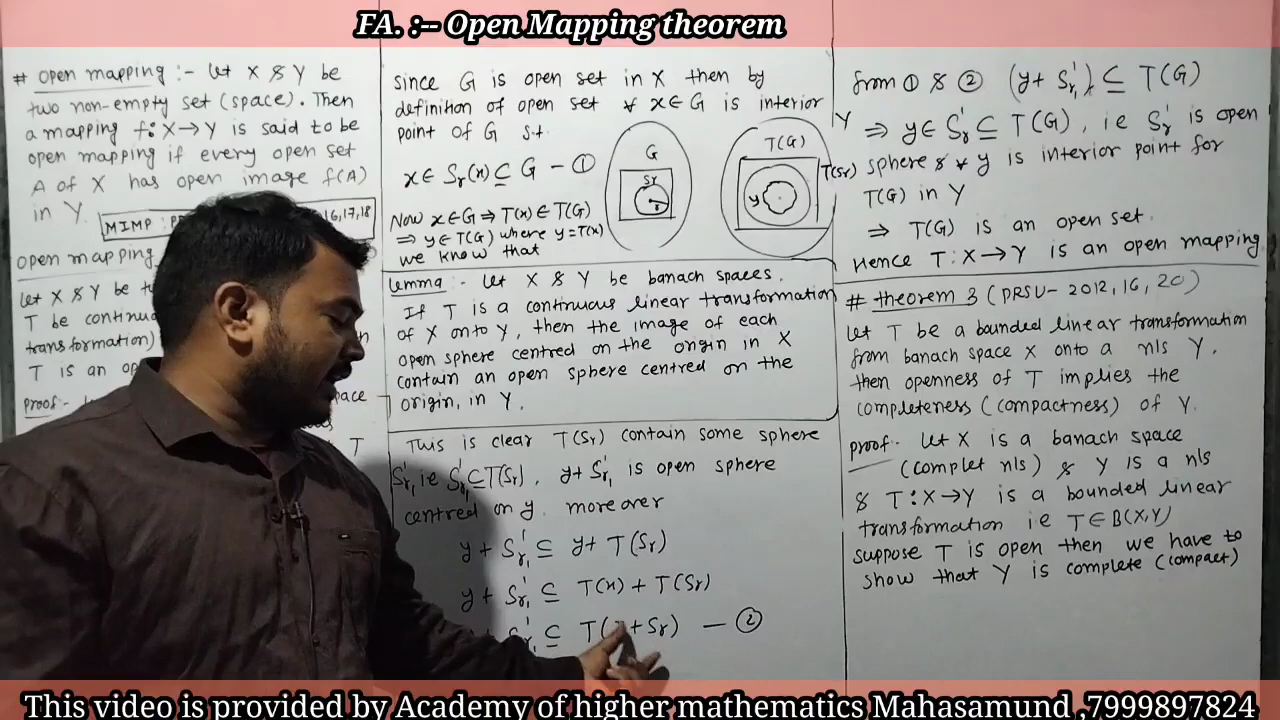 FA. :-- Open Mapping theorem
# open mapping :- Let X & Y be
two non-empty set (space). Then
a mapping f: X→Y is said to be
open mapping if every open set
A of X has open image f(A)
in Y.
MIMP : 16,17,18
open mapping
Let X & Y be
T be continuo
transformation)
T is an op
proof:-
pace
T
since G is open set in X then by
definition of open set ∀ x∈G is interior
point of G s.t.
x∈ Sr(x) ⊆ G — ①
Now x∈G ⇒ T(x) ∈ T(G)
⇒ y∈T(G) where y=T(x)
we know that
G
Sr
r
T(G)
Y
T(Sr)
y
Lemma :- Let X & Y be banach spaces.
If T is a continuous linear transformation
of X onto Y, then the image of each
open sphere centred on the origin in X
contain an open sphere centred on the
origin, in Y.
This is clear T(Sr) contain some sphere
S'r₁ ie S'r₁ ⊆ T(Sr), y+S'r₁ is open sphere
centred on y. moreover
y + S'r₁ ⊆ y + T(Sr)
y + S'r₁ ⊆ T(x) + T(Sr)
S'r₁ ⊆ T(x+Sr) — ②
from ① & ② (y+ S'r₁) ⊆ T(G)
⇒ y∈ S'r ⊆ T(G), ie S'r is open
sphere & ∀ y is interior point for
T(G) in Y
⇒ T(G) is an open set.
Hence T: X→Y is an open mapping
# theorem 3 (PRSU- 2012, 16, 20)
Let T be a bounded linear transformation
from banach space X onto a nls Y.
then openness of T implies the
completeness (compactness) of Y.
proof:- Let X is a banach space
(complet nls) & Y is a nls
& T: X→Y is a bounded linear
transformation ie T∈B(X,Y)
suppose T is open then we have to
show that Y is complete (compact)
This video is provided by Academy of higher mathematics Mahasamund ,7999897824